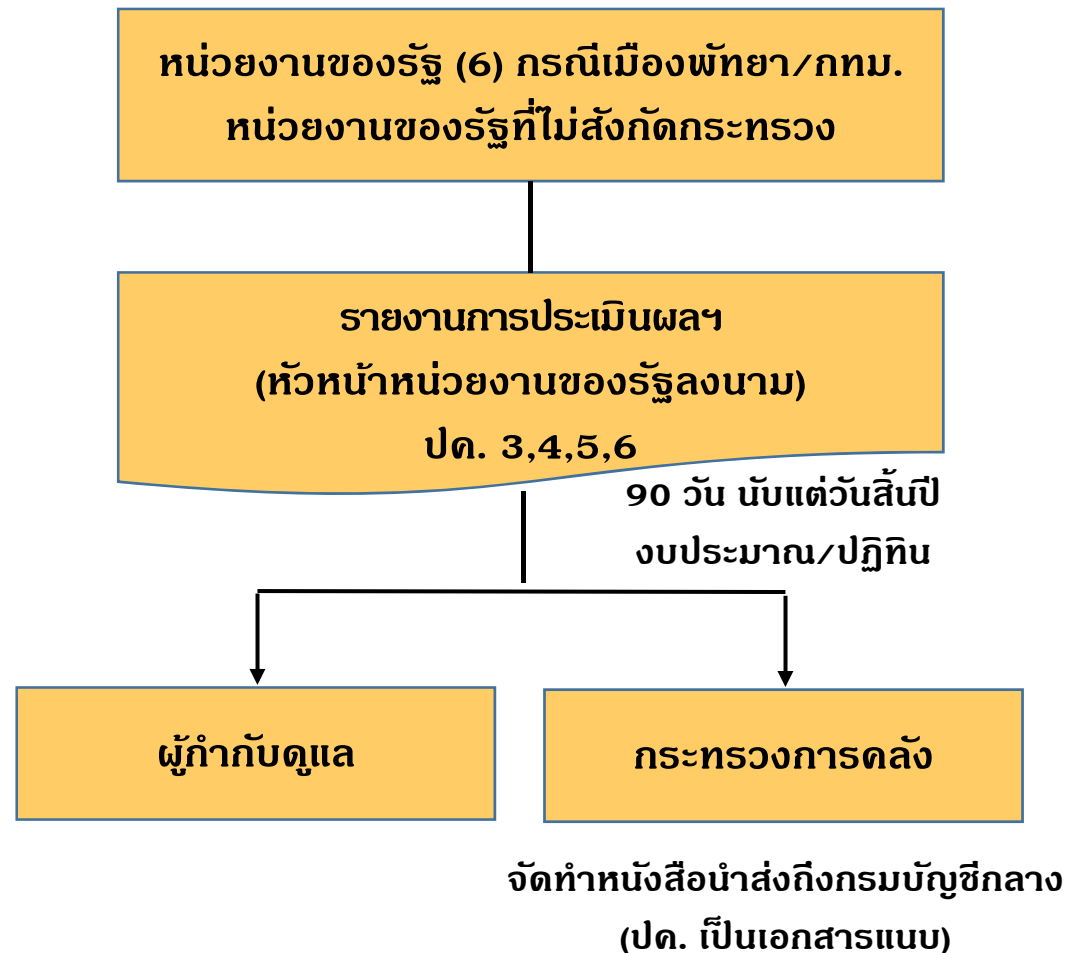 หน่วยงานของรัฐ (6) กรณีเมืองพัทยา/กทม.
หน่วยงานของรัฐที่ไม่สังกัดกระทรวง
รายงานการประเมินผลฯ
(หัวหน้าหน่วยงานของรัฐลงนาม)
ปค. 3,4,5,6
90 วัน นับแต่วันสิ้นปี
งบประมาณ/ปฏิทิน
ผู้กำกับดูแล
กระทรวงการคลัง
จัดทำหนังสือนำส่งถึงกรมบัญชีกลาง
(ปค. เป็นเอกสารแนบ)